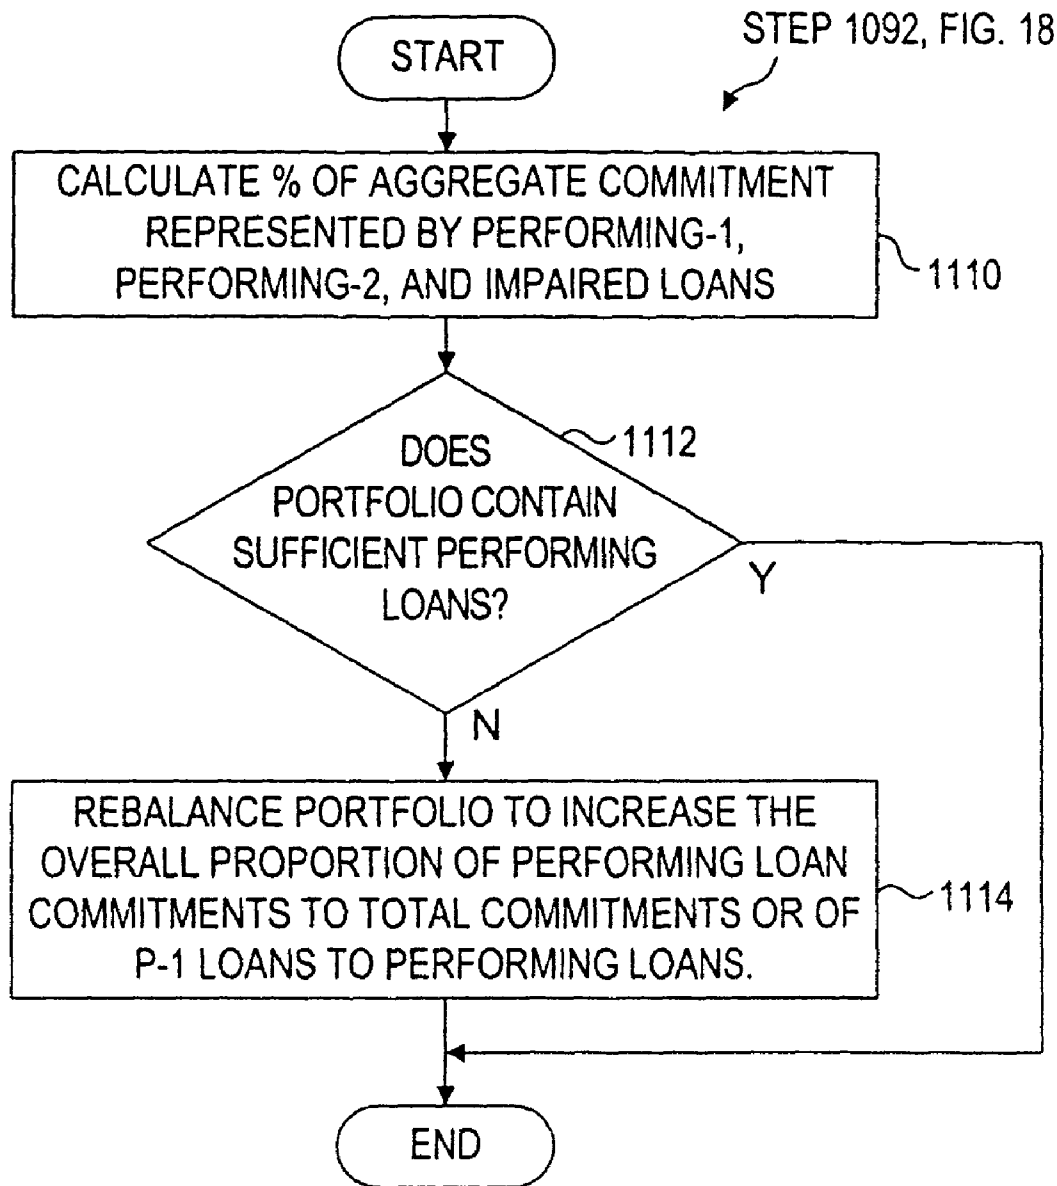 STEP 1092, FIG. 18
START
CALCULATE % OF AGGREGATE COMMITMENT
REPRESENTED BY PERFORMING-1,
PERFORMING-2, AND IMPAIRED LOANS
1110
1112
DOES
PORTFOLIO CONTAIN
SUFFICIENT PERFORMING
LOANS?
Y
N
REBALANCE PORTFOLIO TO INCREASE THE
OVERALL PROPORTION OF PERFORMING LOAN
COMMITMENTS TO TOTAL COMMITMENTS OR OF
P-1 LOANS TO PERFORMING LOANS.
1114
END